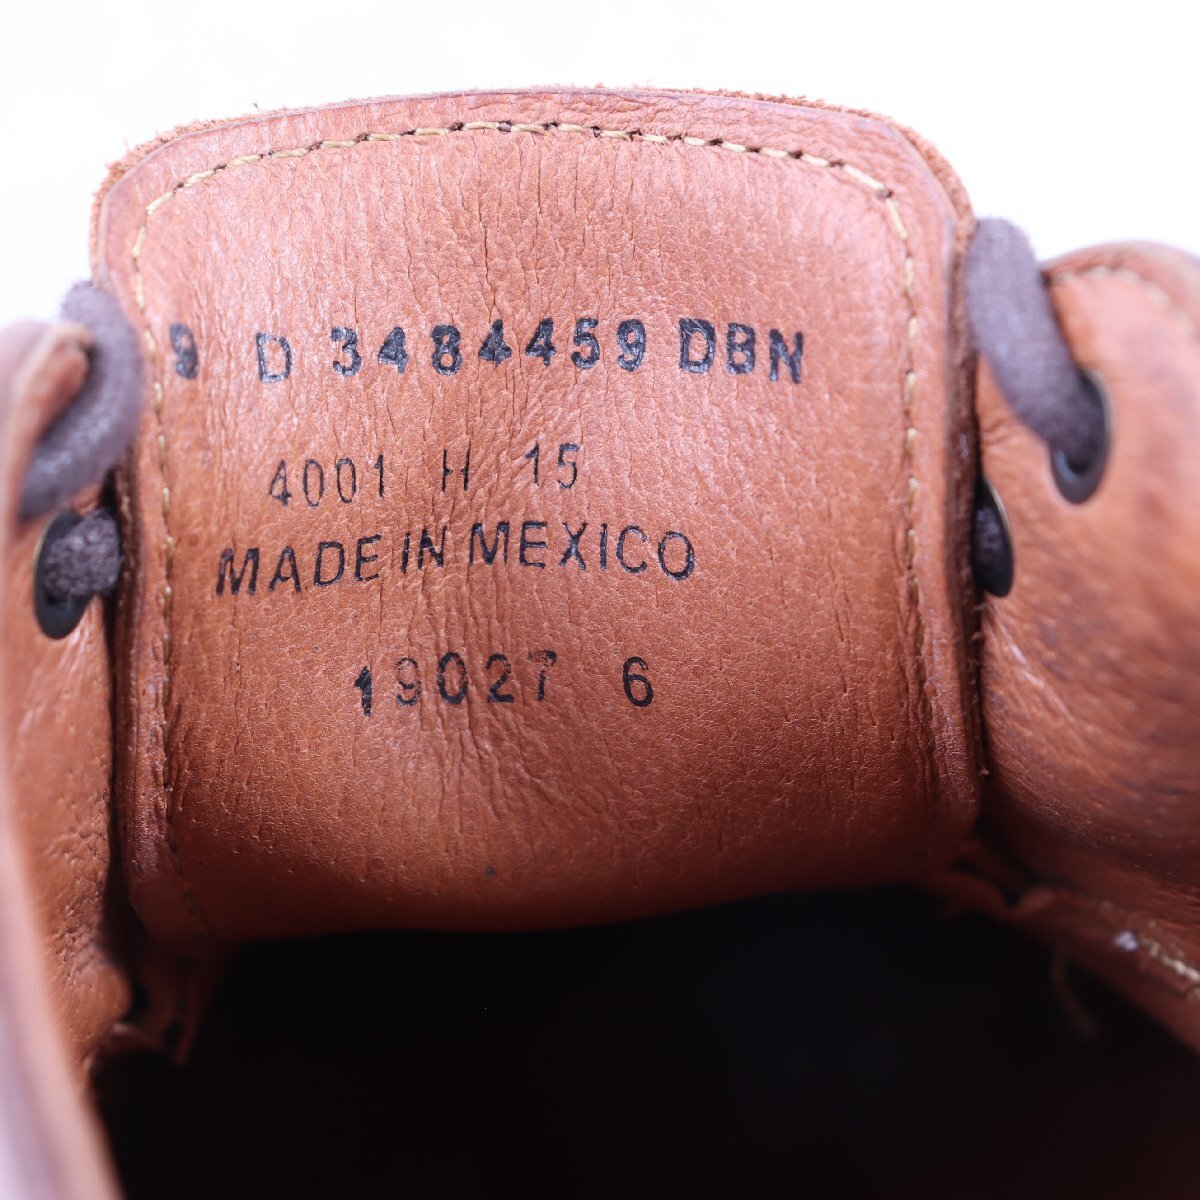 9 D 3484459 DBN
4001 H 15
MADE IN MEXICO
19027 6